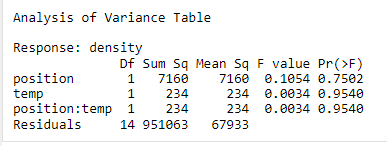 Analysis of Variance Table
Response: density
Df Sum Sq Mean Sq F value Pr(>F)
position 1 7160 7160 0.1054 0.7502
temp 1 234 234 0.0034 0.9540
position:temp 1 234 234 0.0034 0.9540
Residuals 14 951063 67933